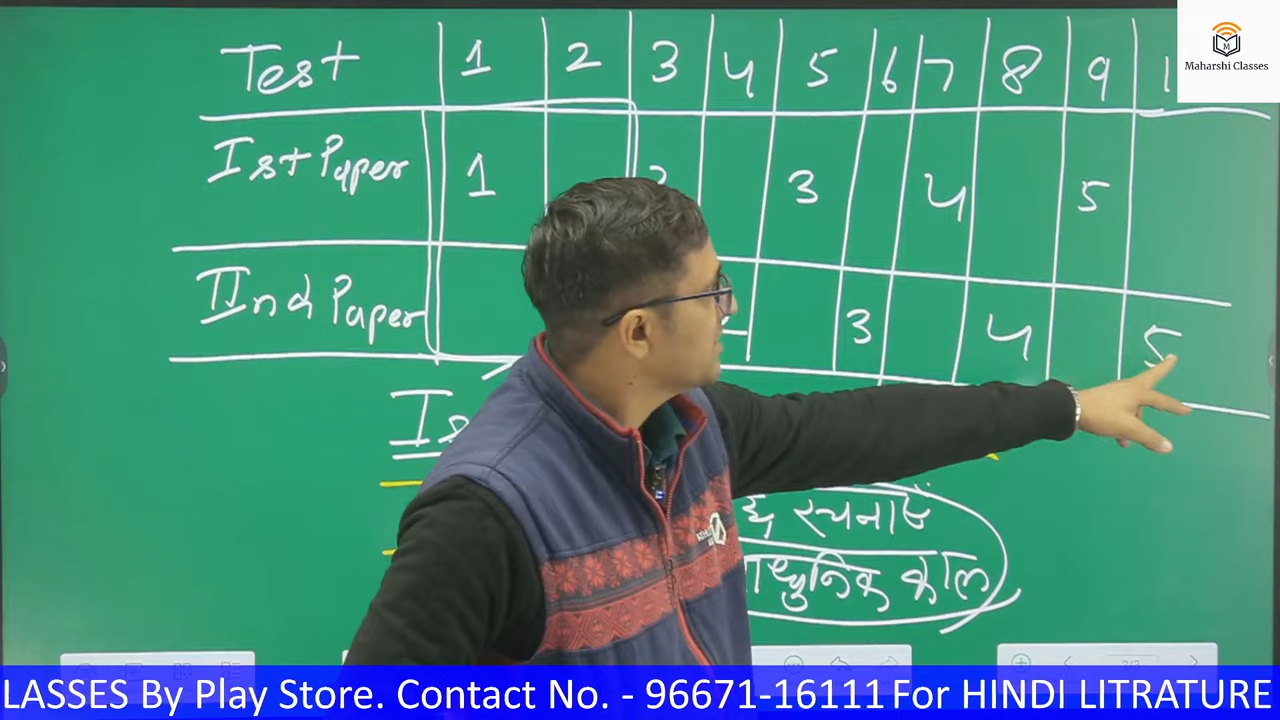 Test 1 2 3 4 5 6 7 8 9 1
Maharshi Classes
Ist Paper 1 3 4 5
IInd Paper 3 4 5
रचनाएँ
काल
LASSES By Play Store. Contact No. - 96671-16111 For HINDI LITRATURE